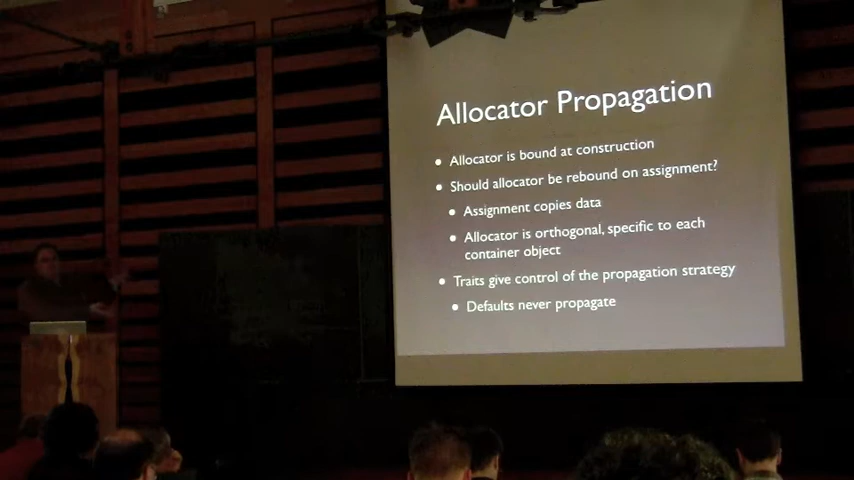 Allocator Propagation
• Allocator is bound at construction
• Should allocator be rebound on assignment?
• Assignment copies data
• Allocator is orthogonal, specific to each
container object
• Traits give control of the propagation strategy
• Defaults never propagate